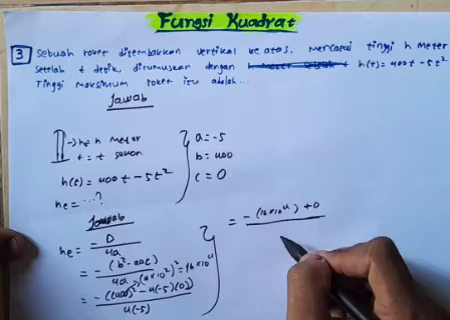 Fungsi Kuadrat
3 Sebuah roket ditembakkan vertikal ke atas, mencapai tinggi h meter
Setelah t detik, dirumuskan dengan h(t) = 400t - 5t²
Tinggi maksimum roket itu adalah...
Jawab
→ h = h Meter
t = t sekon
h(t) = 400t - 5t²
he = ...?
a = -5
b = 400
c = 0
Jawab
he = - D / 4a
= -(b² - 4ac) / 4a
(4×10²)² = 16×10⁴
= -((400)² - 4(-5)(0)) / 4(-5)
= -(16×10⁴) + 0